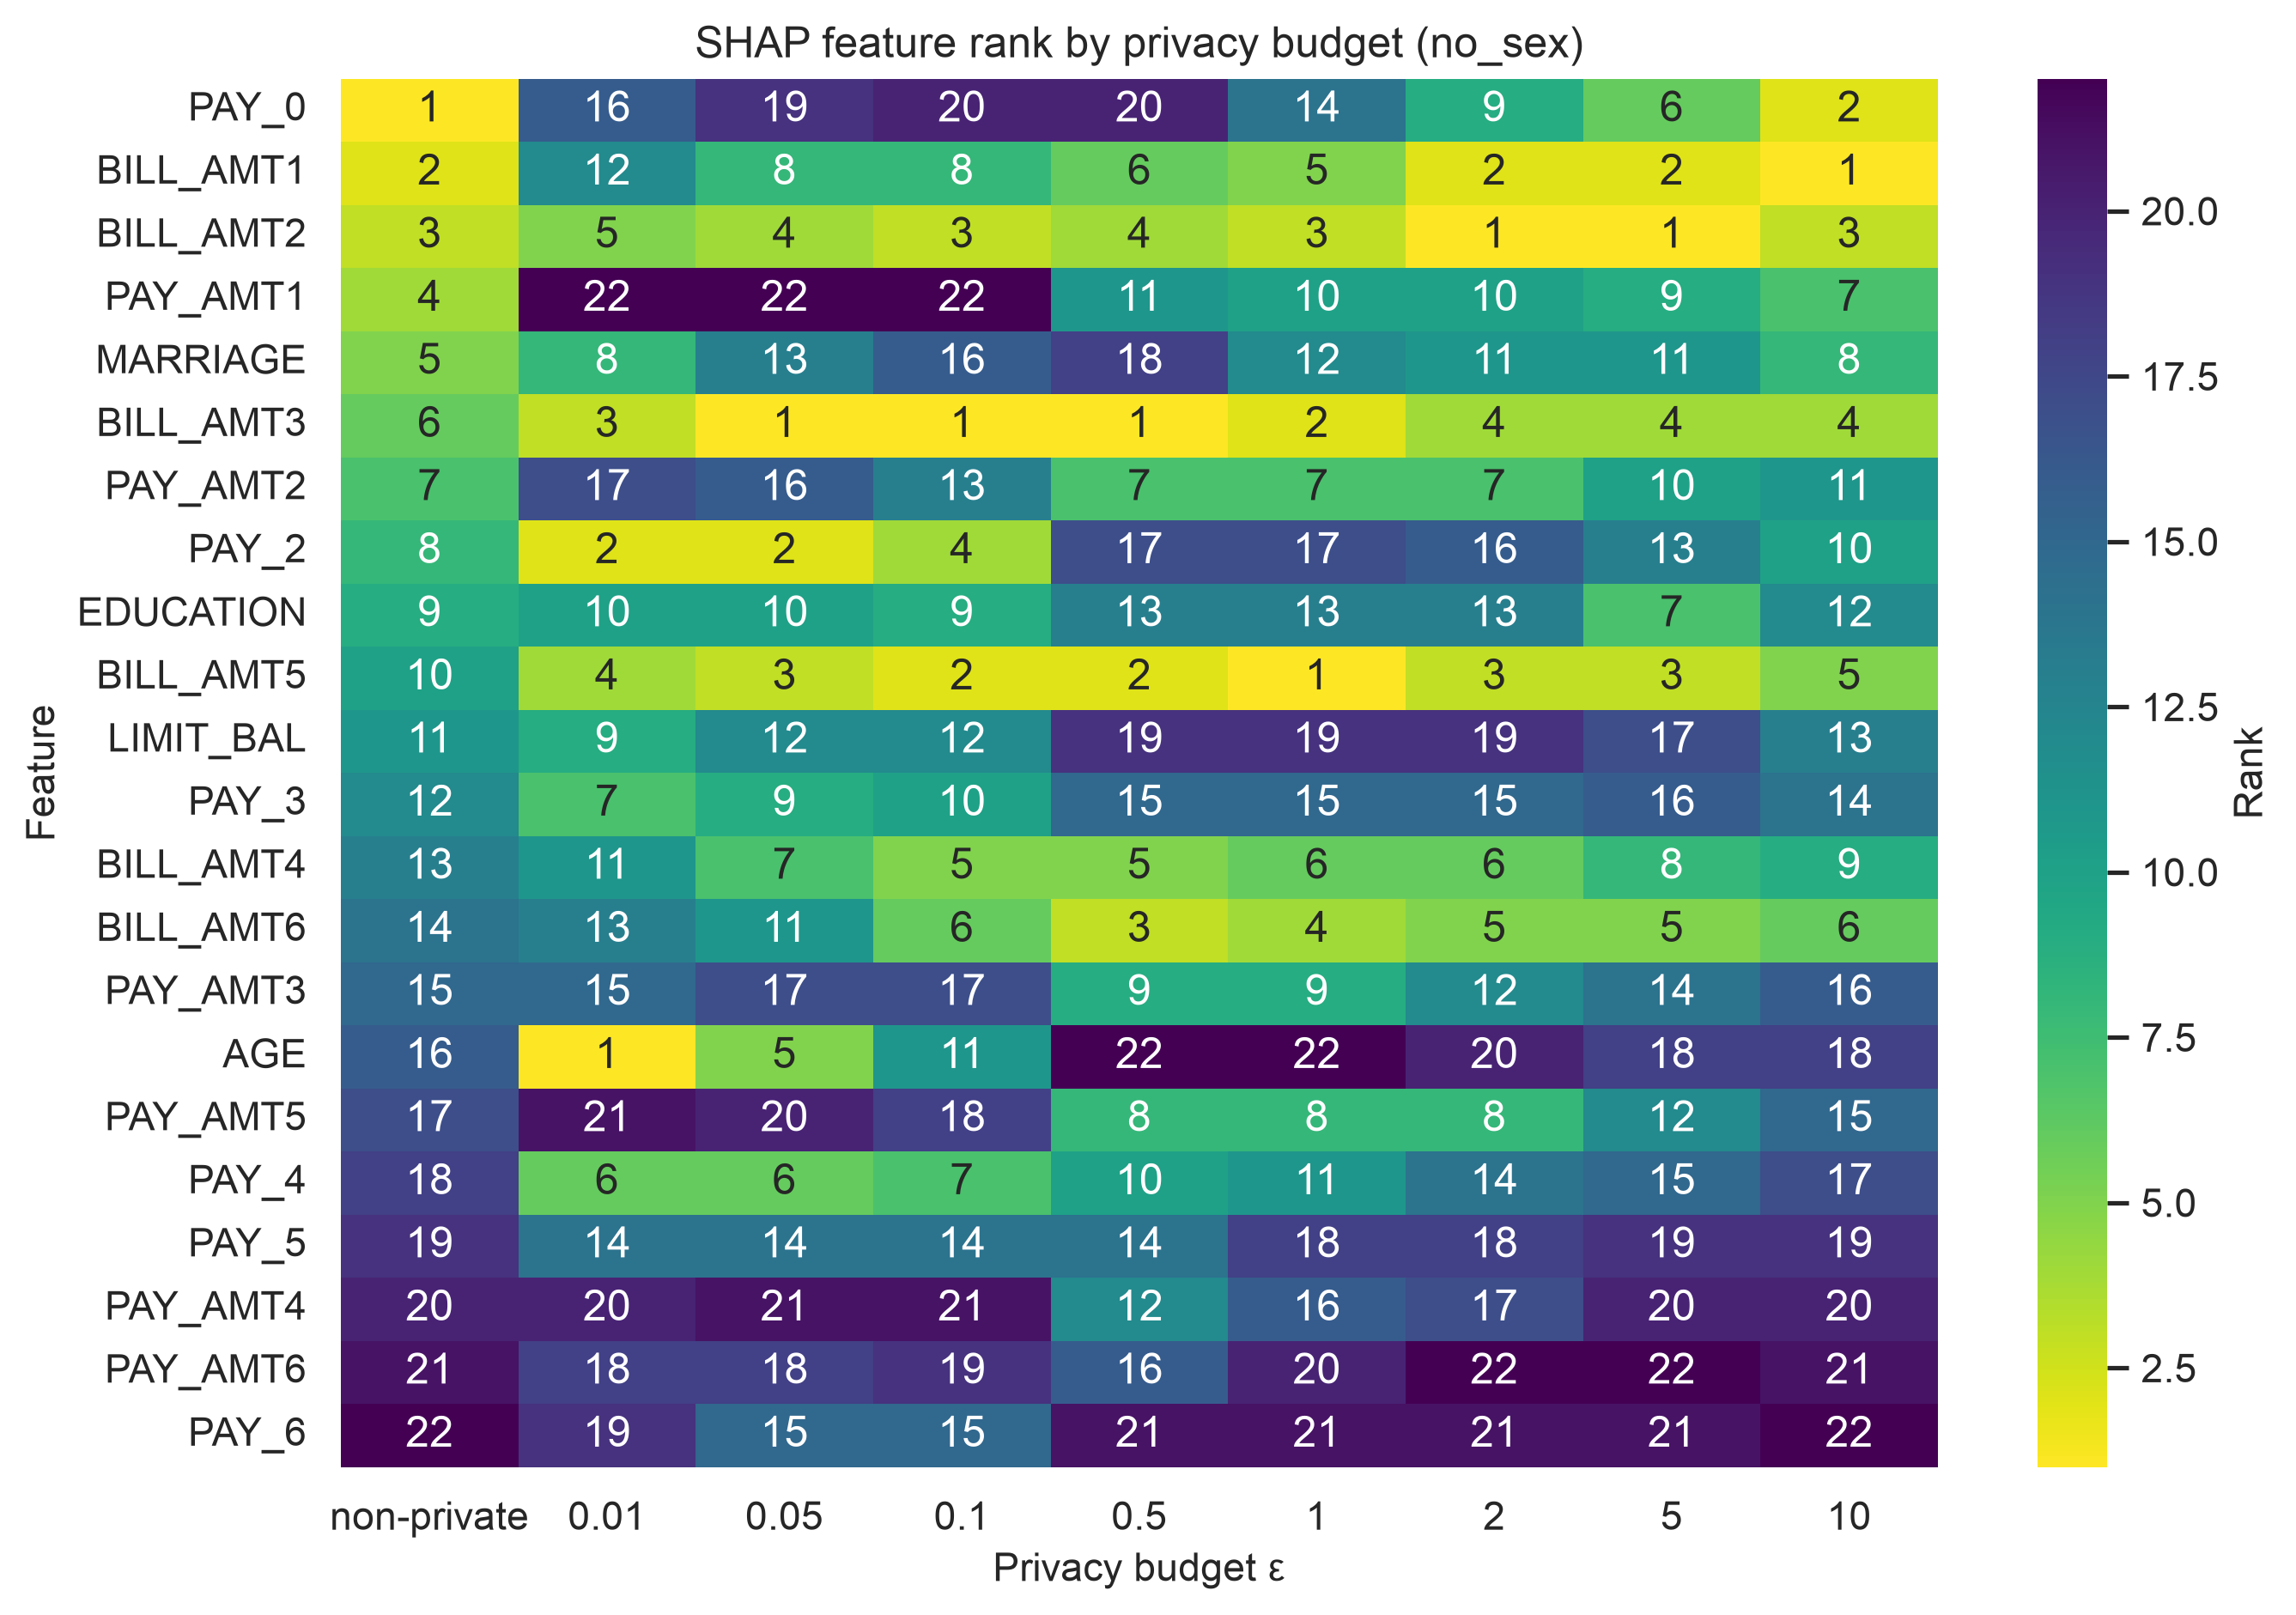 SHAP feature rank by privacy budget (no_sex)
PAY_0 1 16 19 20 20 14 9 6 2
BILL_AMT1 2 12 8 8 6 5 2 2 1
BILL_AMT2 3 5 4 3 4 3 1 1 3
PAY_AMT1 4 22 22 22 11 10 10 9 7
MARRIAGE 5 8 13 16 18 12 11 11 8
BILL_AMT3 6 3 1 1 1 2 4 4 4
PAY_AMT2 7 17 16 13 7 7 7 10 11
PAY_2 8 2 2 4 17 17 16 13 10
EDUCATION 9 10 10 9 13 13 13 7 12
BILL_AMT5 10 4 3 2 2 1 3 3 5
LIMIT_BAL 11 9 12 12 19 19 19 17 13
PAY_3 12 7 9 10 15 15 15 16 14
BILL_AMT4 13 11 7 5 5 6 6 8 9
BILL_AMT6 14 13 11 6 3 4 5 5 6
PAY_AMT3 15 15 17 17 9 9 12 14 16
AGE 16 1 5 11 22 22 20 18 18
PAY_AMT5 17 21 20 18 8 8 8 12 15
PAY_4 18 6 6 7 10 11 14 15 17
PAY_5 19 14 14 14 14 18 18 19 19
PAY_AMT4 20 20 21 21 12 16 17 20 20
PAY_AMT6 21 18 18 19 16 20 22 22 21
PAY_6 22 19 15 15 21 21 21 21 22
non-private 0.01 0.05 0.1 0.5 1 2 5 10
Privacy budget ε
Feature
20.0
17.5
15.0
12.5
10.0
7.5
5.0
2.5
Rank